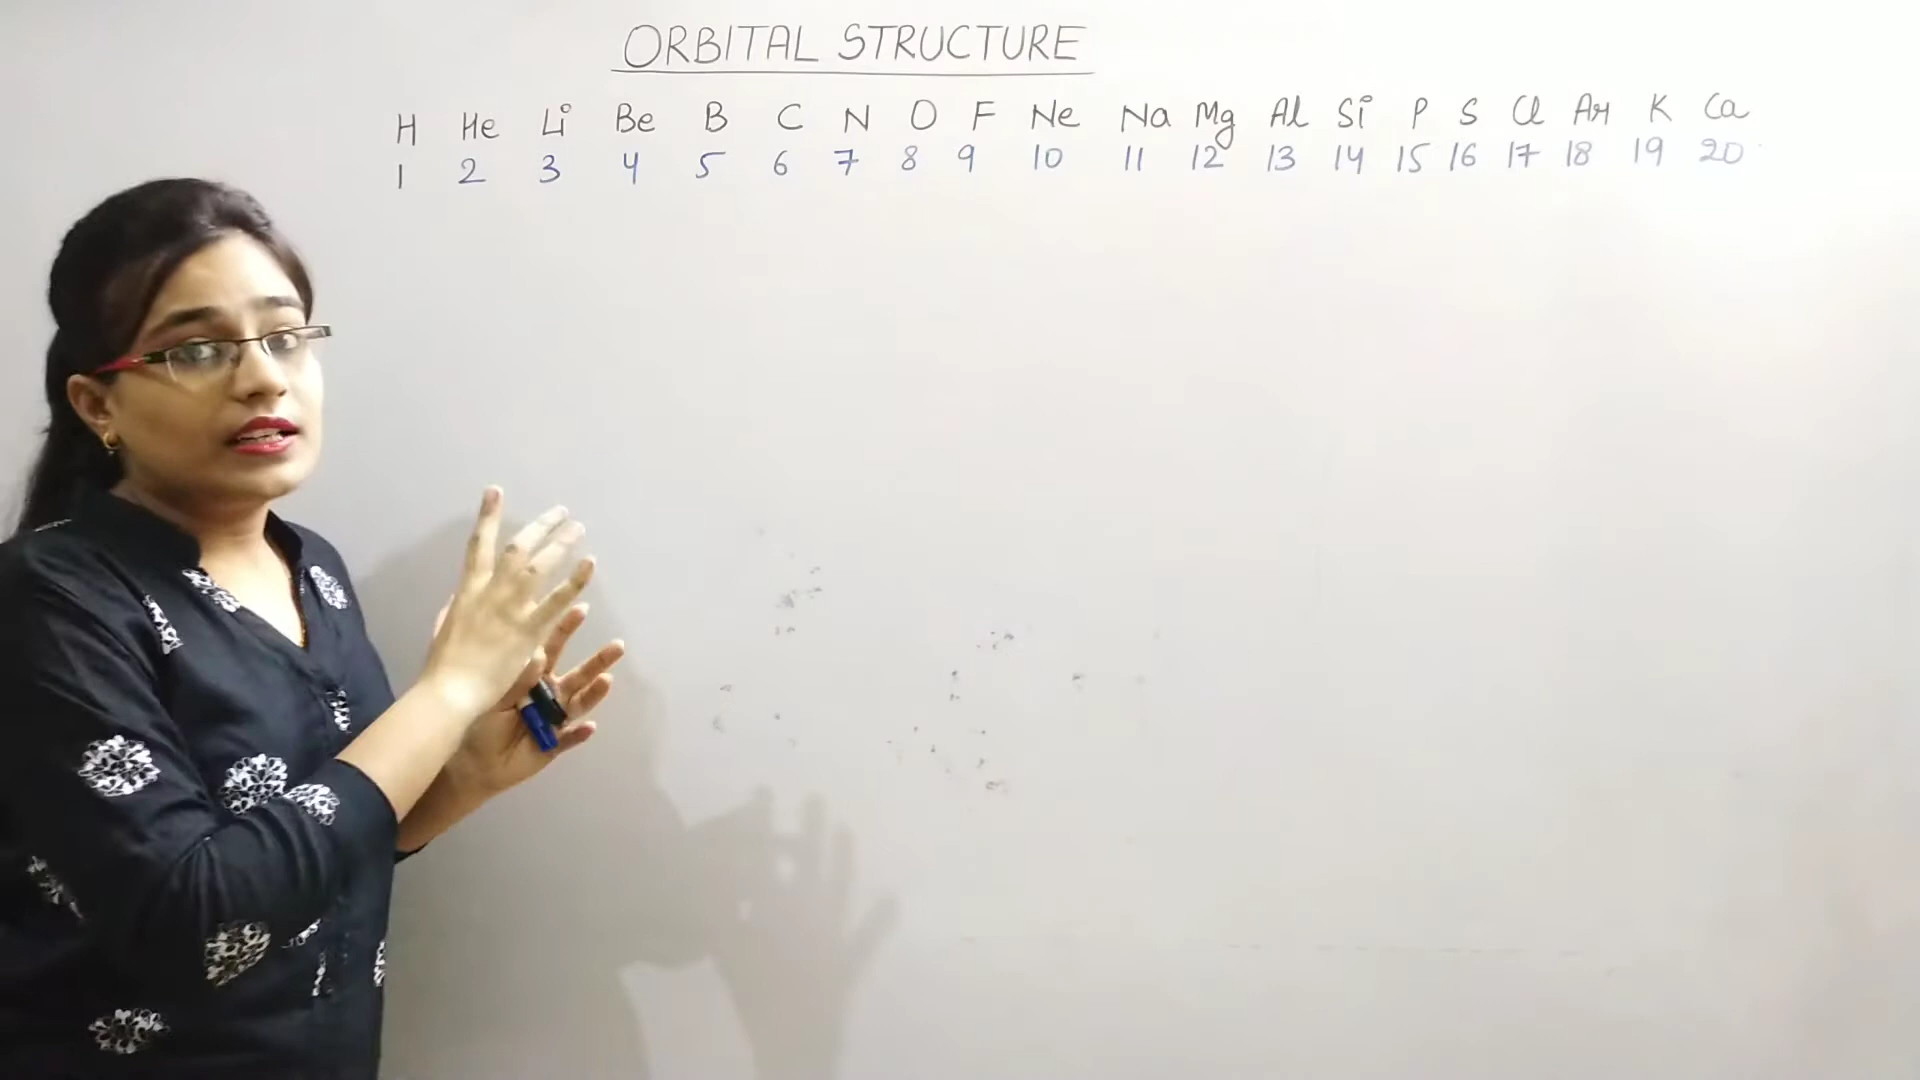 ORBITAL STRUCTURE
H He Li Be B C N O F Ne Na Mg Al Si P S Cl Ar K Ca
1 2 3 4 5 6 7 8 9 10 11 12 13 14 15 16 17 18 19 20